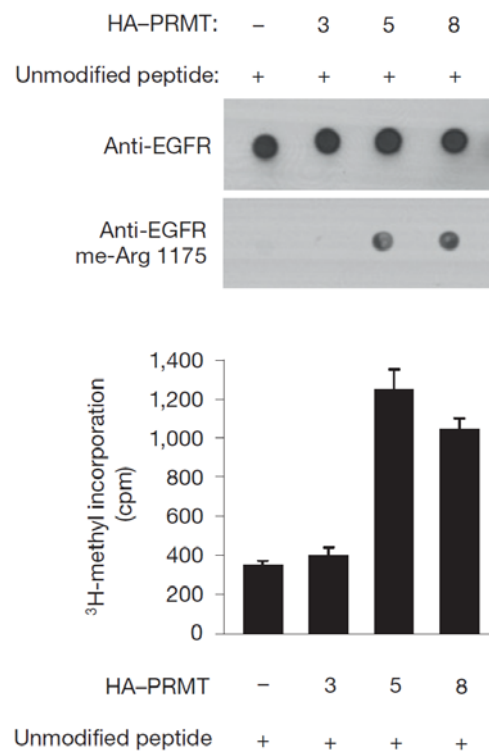 HA–PRMT: – 3 5 8
Unmodified peptide: + + + +
Anti-EGFR
Anti-EGFR
me-Arg 1175
1,400
1,200
1,000
800
600
400
200
0
³H-methyl incorporation
(cpm)
HA–PRMT – 3 5 8
Unmodified peptide + + + +